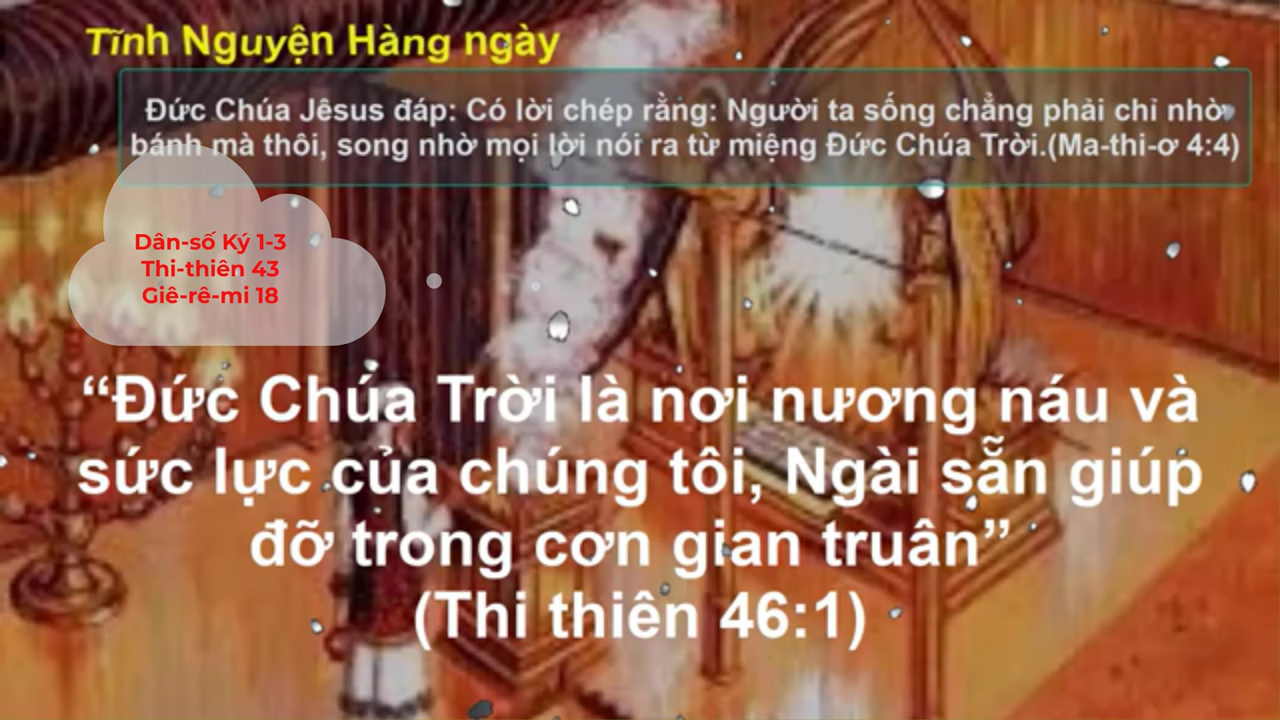 Tĩnh Nguyện Hàng ngày
Đức Chúa Jêsus đáp: Có lời chép rằng: Người ta sống chẳng phải chỉ nhờ
bánh mà thôi, song nhờ mọi lời nói ra từ miệng Đức Chúa Trời.(Ma-thi-ơ 4:4)
Dân-số Ký 1-3
Thi-thiên 43
Giê-rê-mi 18
“Đức Chúa Trời là nơi nương náu và
sức lực của chúng tôi, Ngài sẵn giúp
đỡ trong cơn gian truân”
(Thi thiên 46:1)